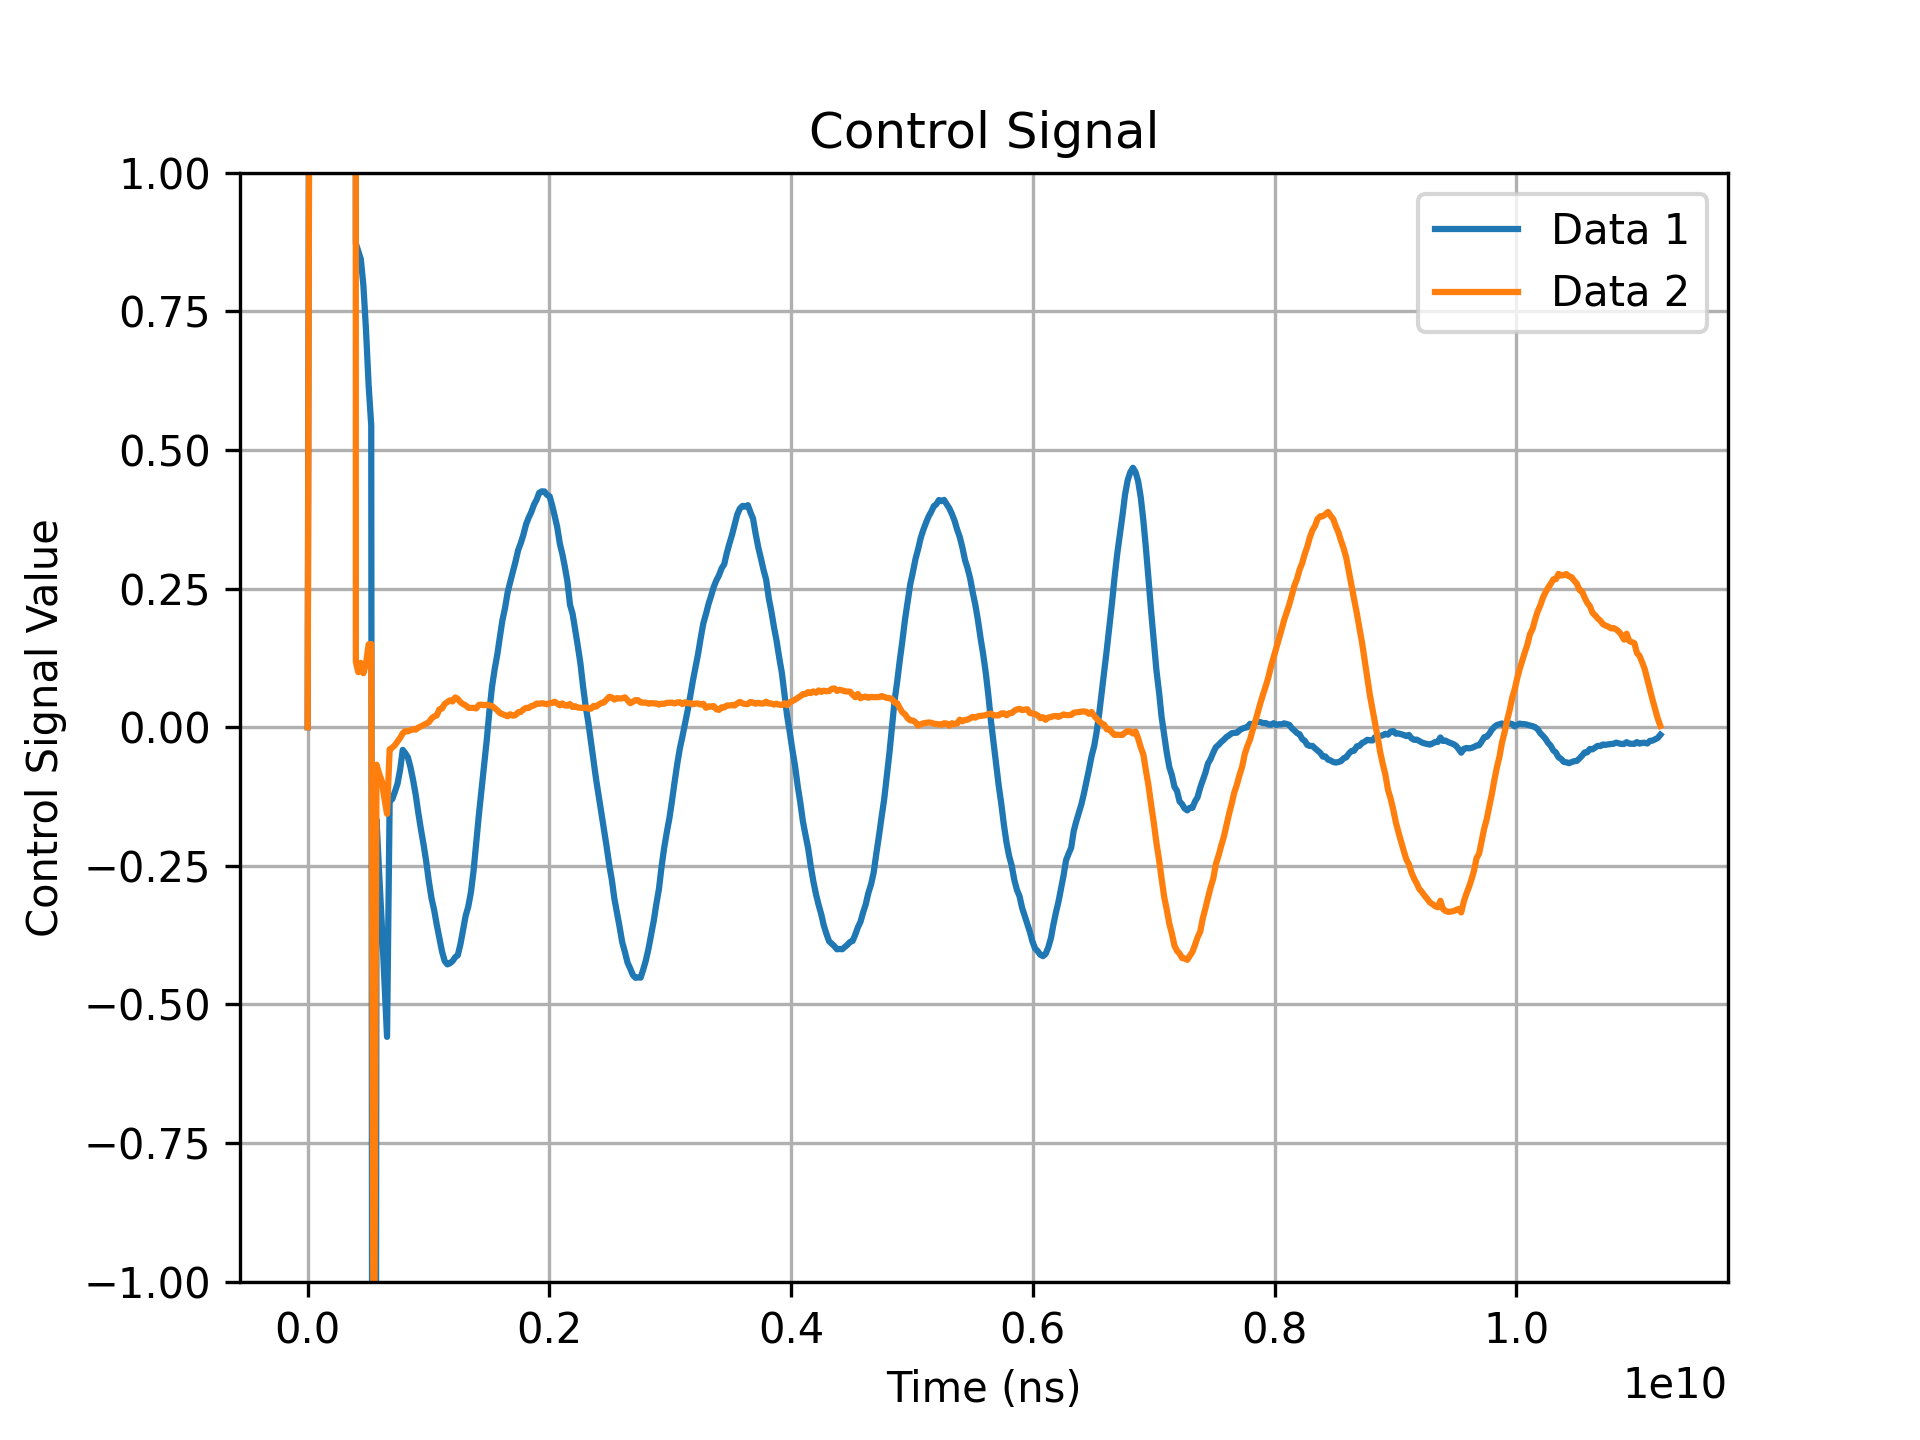 Control Signal
1.00
0.75
0.50
0.25
0.00
−0.25
−0.50
−0.75
−1.00
Control Signal Value
Data 1
Data 2
0.0 0.2 0.4 0.6 0.8 1.0
1e10
Time (ns)